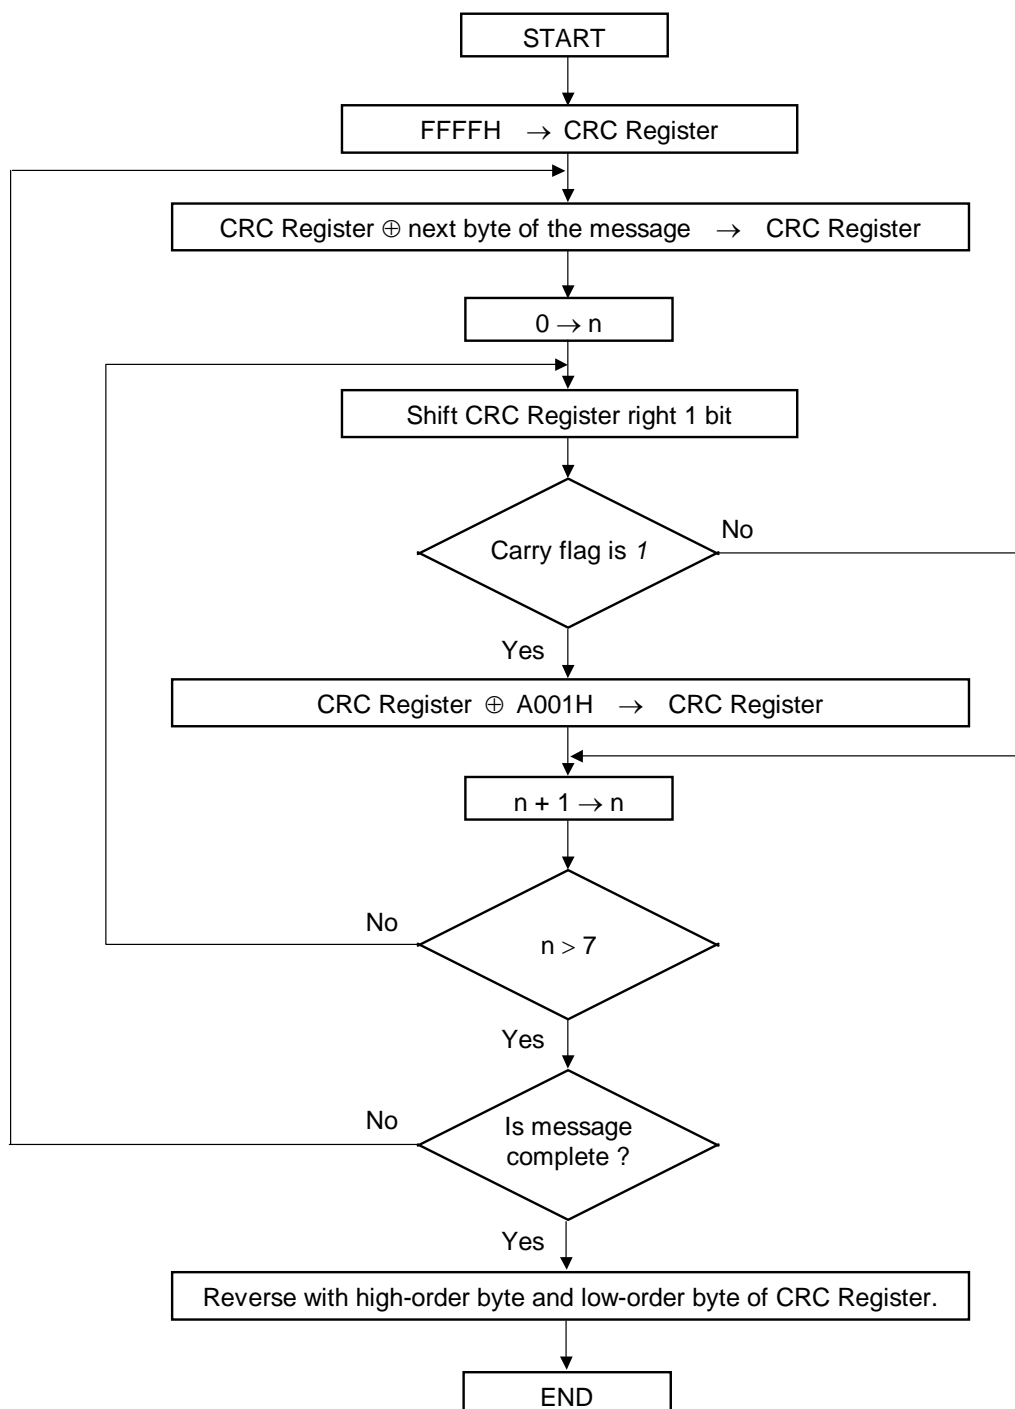 START
FFFFH → CRC Register
CRC Register ⊕ next byte of the message → CRC Register
0 → n
Shift CRC Register right 1 bit
Carry flag is 1
No
Yes
CRC Register ⊕ A001H → CRC Register
n + 1 → n
No
n > 7
Yes
No
Is message
complete ?
Yes
Reverse with high-order byte and low-order byte of CRC Register.
END